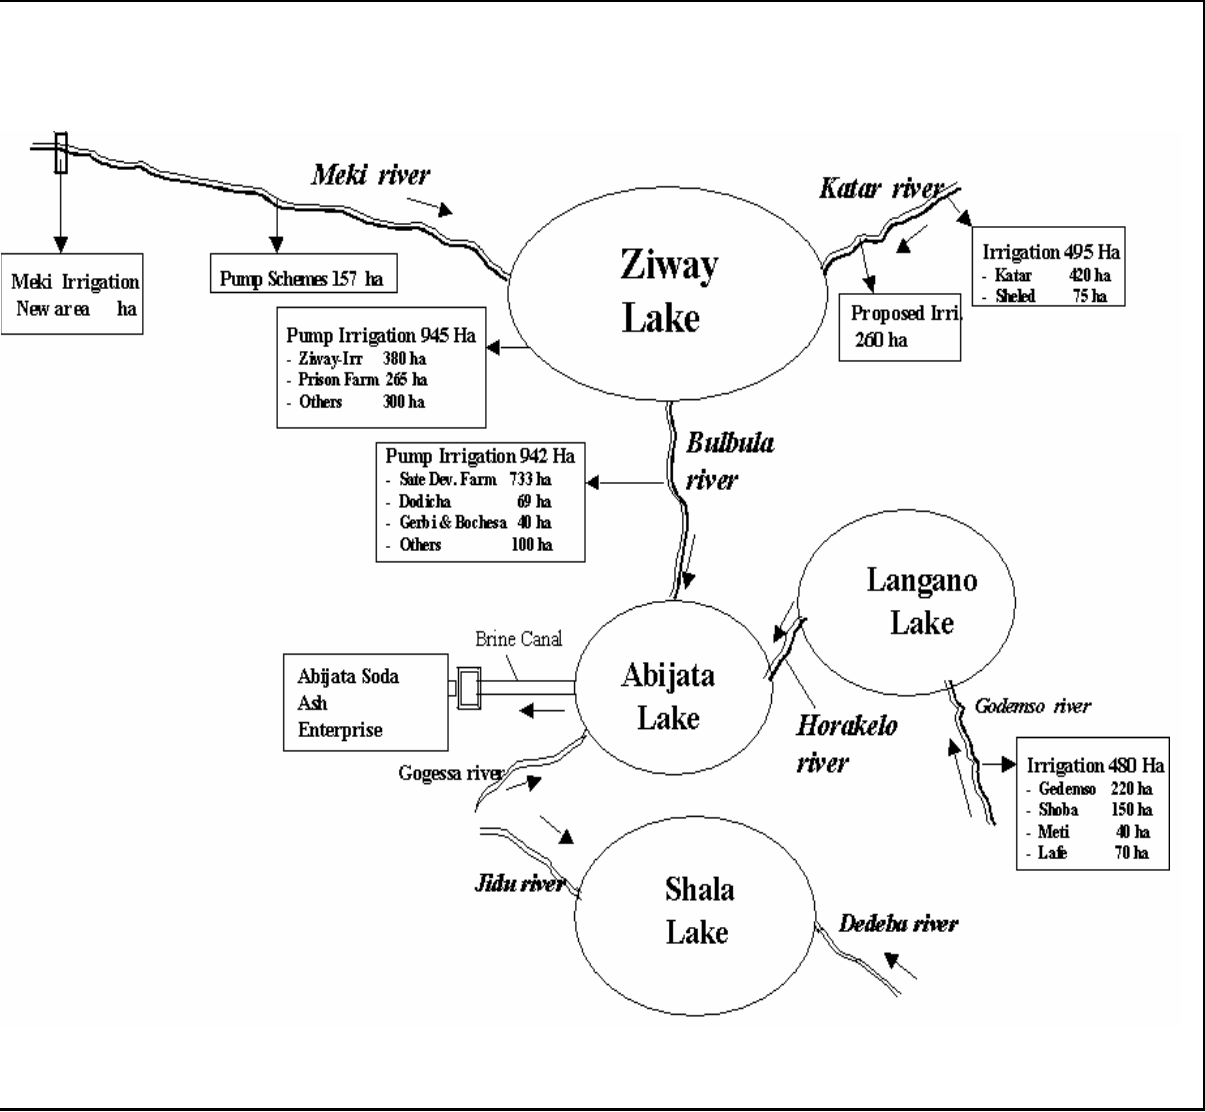 Meki river
Katar river
Ziway
Lake
Irrigation 495 Ha
- Katar 420 ha
- Sheled 75 ha
Meki Irrigation
New area ha
Pump Schemes 157 ha
Proposed Irri.
260 ha
Pump Irrigation 945 Ha
- Ziway-Irr 380 ha
- Prison Farm 265 ha
- Others 300 ha
Bulbula
river
Pump Irrigation 942 Ha
- Sate Dev. Farm 733 ha
- Dodicha 69 ha
- Gerbi & Bochesa 40 ha
- Others 100 ha
Langano
Lake
Brine Canal
Abijata Soda
Ash
Enterprise
Abijata
Lake
Horakelo
river
Godemso river
Gogessa river
Irrigation 480 Ha
- Gedemso 220 ha
- Shoba 150 ha
- Meti 40 ha
- Lafe 70 ha
Jidu river
Shala
Lake
Dedeba river